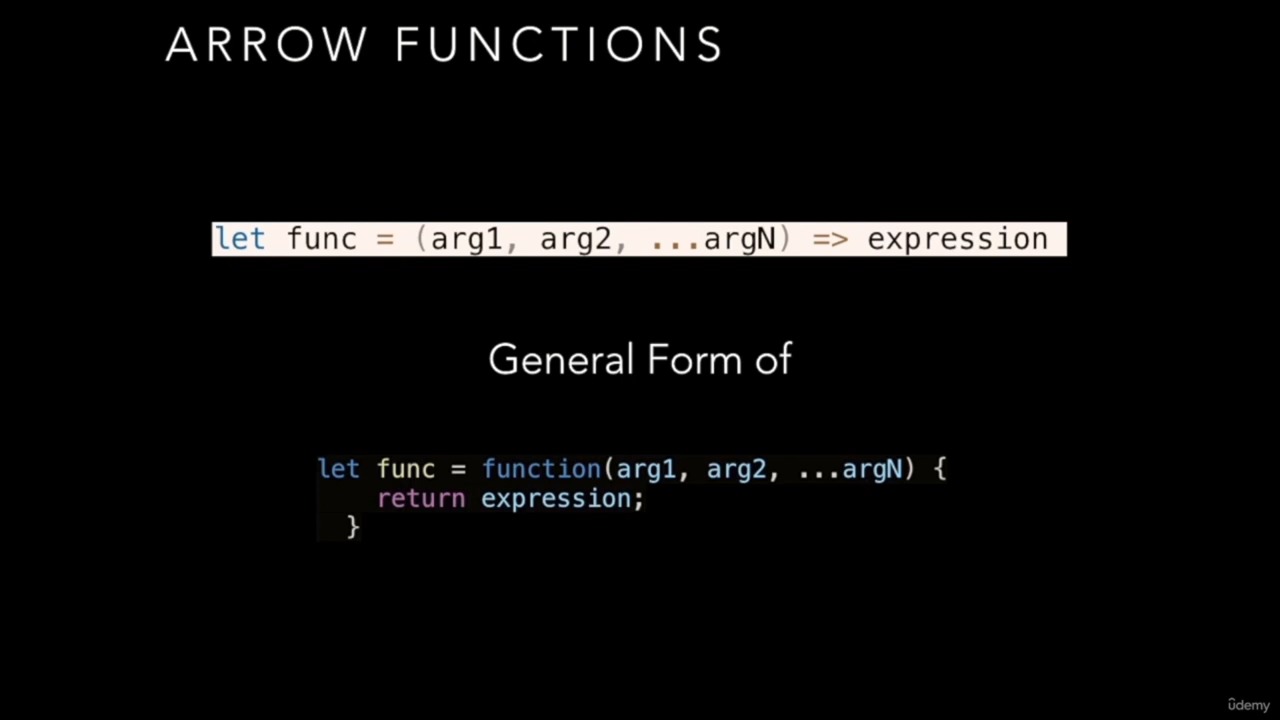 ARROW FUNCTIONS
let func = (arg1, arg2, ...argN) => expression
General Form of
let func = function(arg1, arg2, ...argN) {
return expression;
}
ûdemy